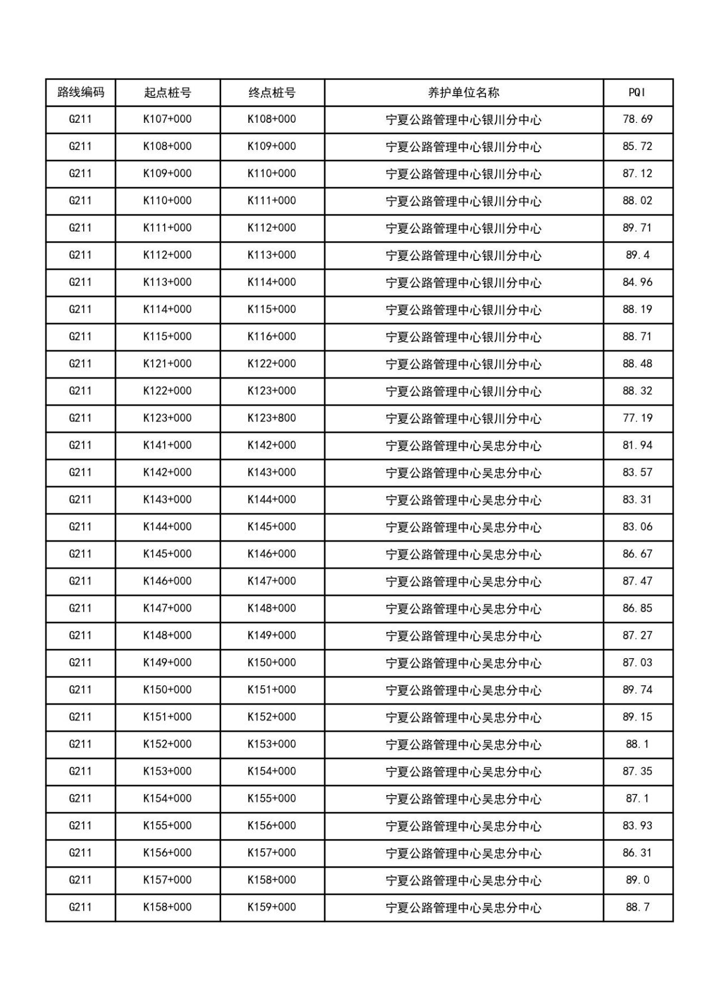 路线编码 起点桩号 终点桩号 养护单位名称 PQI
G211 K107+000 K108+000 宁夏公路管理中心银川分中心 78.69
G211 K108+000 K109+000 宁夏公路管理中心银川分中心 85.72
G211 K109+000 K110+000 宁夏公路管理中心银川分中心 87.12
G211 K110+000 K111+000 宁夏公路管理中心银川分中心 88.02
G211 K111+000 K112+000 宁夏公路管理中心银川分中心 89.71
G211 K112+000 K113+000 宁夏公路管理中心银川分中心 89.4
G211 K113+000 K114+000 宁夏公路管理中心银川分中心 84.96
G211 K114+000 K115+000 宁夏公路管理中心银川分中心 88.19
G211 K115+000 K116+000 宁夏公路管理中心银川分中心 88.71
G211 K121+000 K122+000 宁夏公路管理中心银川分中心 88.48
G211 K122+000 K123+000 宁夏公路管理中心银川分中心 88.32
G211 K123+000 K123+800 宁夏公路管理中心银川分中心 77.19
G211 K141+000 K142+000 宁夏公路管理中心吴忠分中心 81.94
G211 K142+000 K143+000 宁夏公路管理中心吴忠分中心 83.57
G211 K143+000 K144+000 宁夏公路管理中心吴忠分中心 83.31
G211 K144+000 K145+000 宁夏公路管理中心吴忠分中心 83.06
G211 K145+000 K146+000 宁夏公路管理中心吴忠分中心 86.67
G211 K146+000 K147+000 宁夏公路管理中心吴忠分中心 87.47
G211 K147+000 K148+000 宁夏公路管理中心吴忠分中心 86.85
G211 K148+000 K149+000 宁夏公路管理中心吴忠分中心 87.27
G211 K149+000 K150+000 宁夏公路管理中心吴忠分中心 87.03
G211 K150+000 K151+000 宁夏公路管理中心吴忠分中心 89.74
G211 K151+000 K152+000 宁夏公路管理中心吴忠分中心 89.15
G211 K152+000 K153+000 宁夏公路管理中心吴忠分中心 88.1
G211 K153+000 K154+000 宁夏公路管理中心吴忠分中心 87.35
G211 K154+000 K155+000 宁夏公路管理中心吴忠分中心 87.1
G211 K155+000 K156+000 宁夏公路管理中心吴忠分中心 83.93
G211 K156+000 K157+000 宁夏公路管理中心吴忠分中心 86.31
G211 K157+000 K158+000 宁夏公路管理中心吴忠分中心 89.0
G211 K158+000 K159+000 宁夏公路管理中心吴忠分中心 88.7